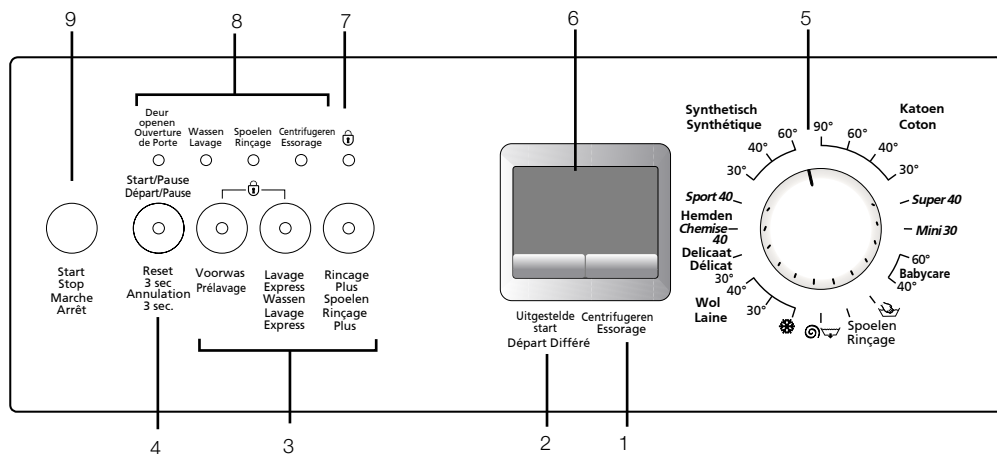 9
8
7
6
5
Deur
openen
Ouverture
de Porte
Wassen
Lavage
Spoelen
Rinçage
Centrifugeren
Essorage
Start/Pause
Départ/Pause
Start
Stop
Marche
Arrêt
Reset
3 sec
Annulation
3 sec.
Voorwas
Prélavage
Lavage
Express
Wassen
Lavage
Express
Rincage
Plus
Spoelen
Rinçage
Plus
Uitgestelde
start
Départ Différé
Centrifugeren
Essorage
Synthetisch
Synthétique
60°
40°
30°
Katoen
Coton
90°
60°
40°
30°
Sport 40
Hemden
Chemise
40
Delicaat
Délicat
30°
40°
Wol
Laine
30°
Super 40
Mini 30
60°
Babycare
40°
Spoelen
Rinçage
4
3
2
1